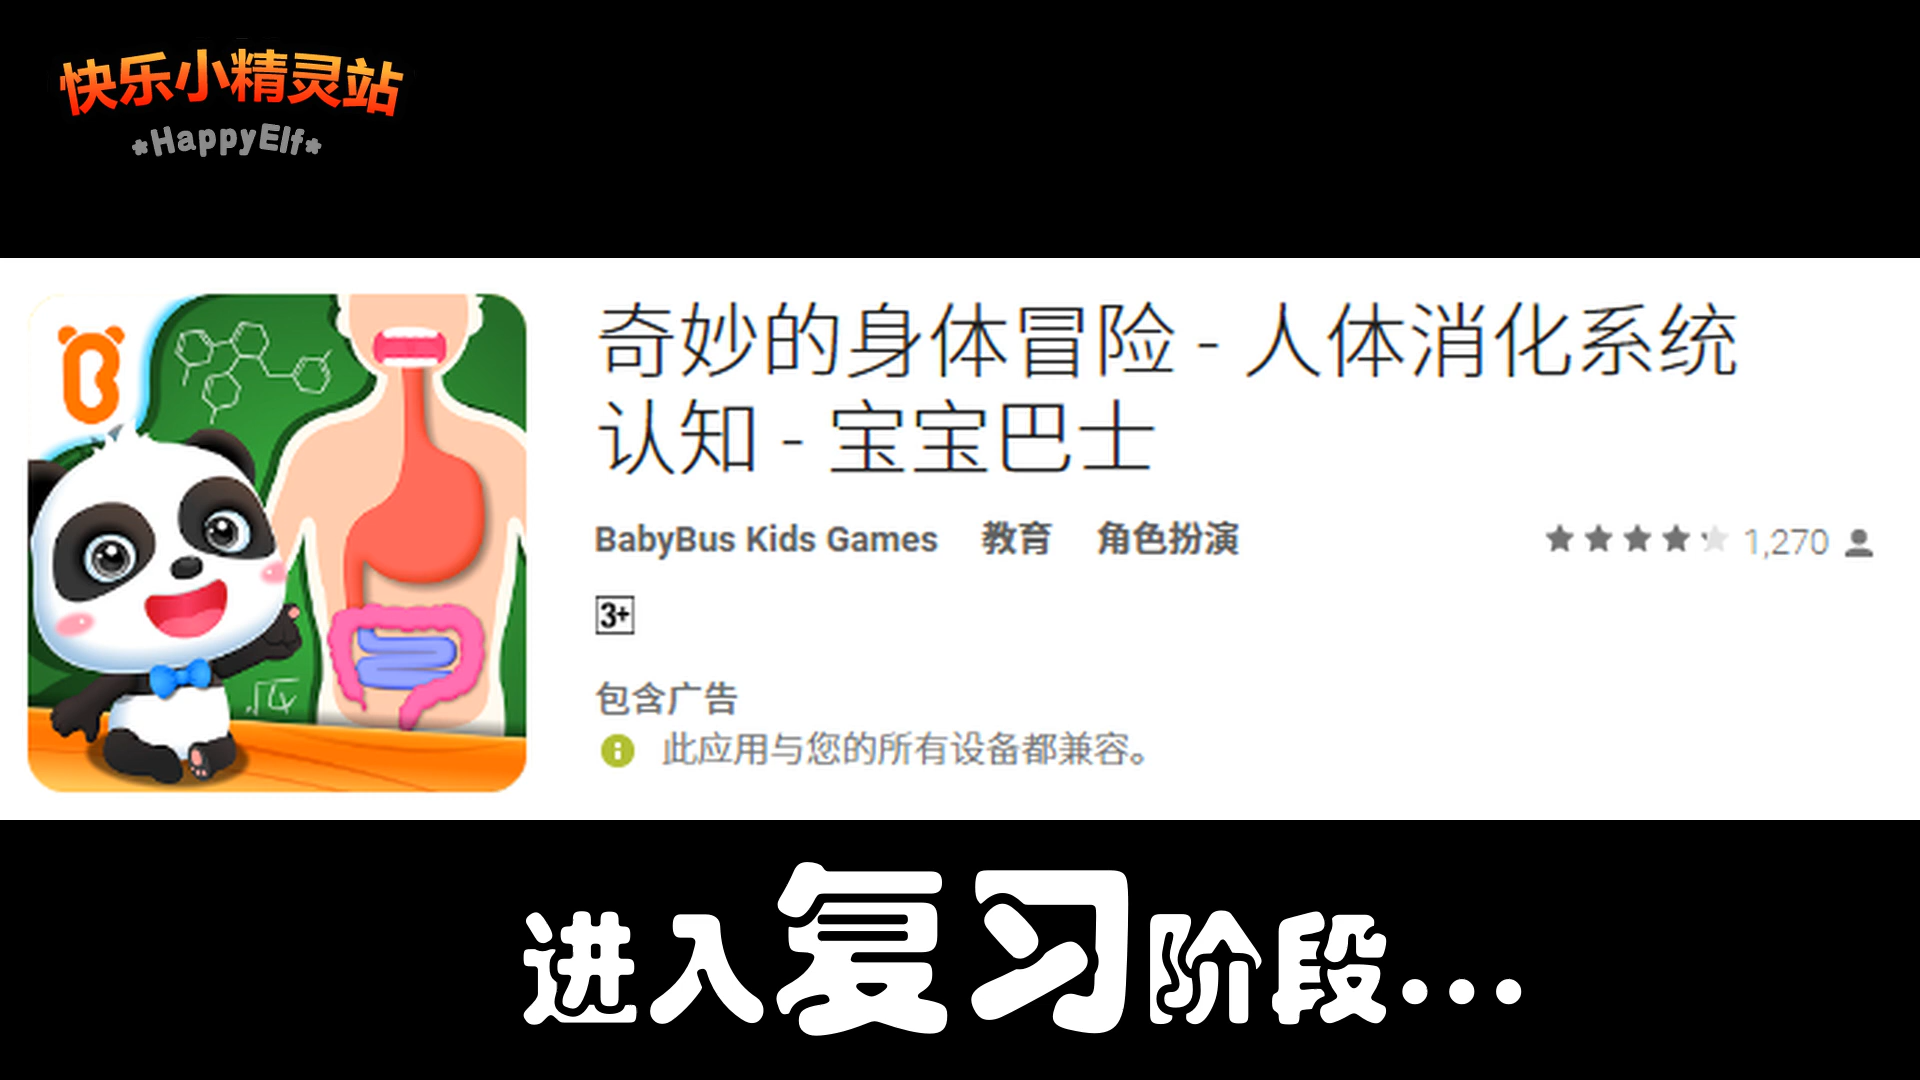 快乐小精灵站
*HappyElf*
奇妙的身体冒险 - 人体消化系统
认知 - 宝宝巴士
BabyBus Kids Games 教育 角色扮演
1,270
3+
包含广告
此应用与您的所有设备都兼容。
√4
进入复习阶段...